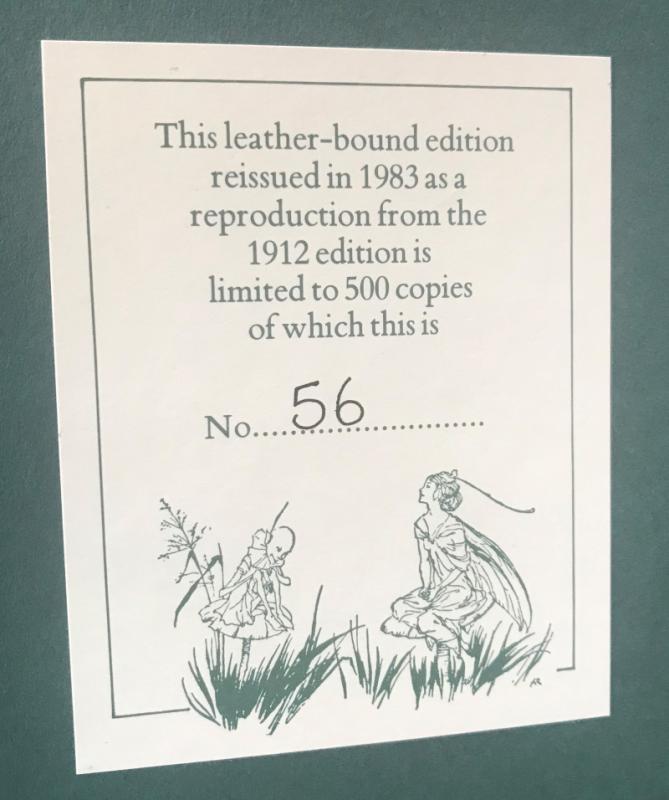 This leather-bound edition
reissued in 1983 as a
reproduction from the
1912 edition is
limited to 500 copies
of which this is
No....56....................
AR